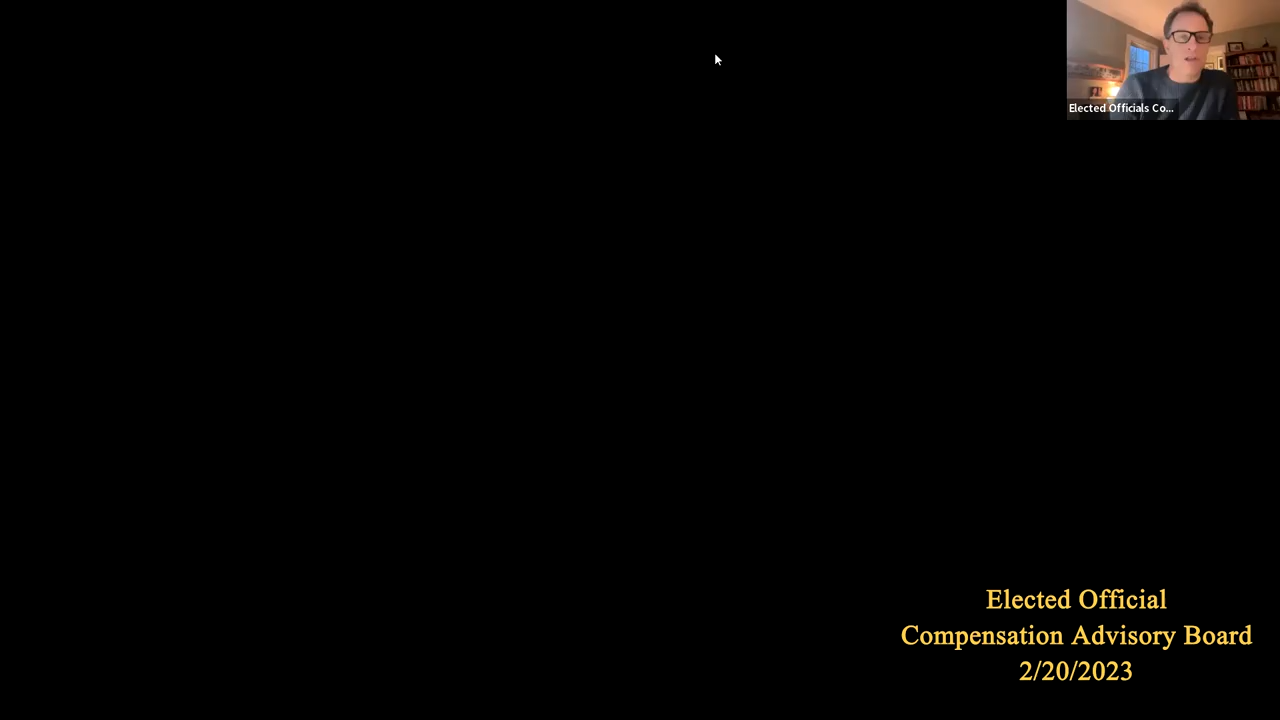 Elected Officials Co...
Elected Official
Compensation Advisory Board
2/20/2023